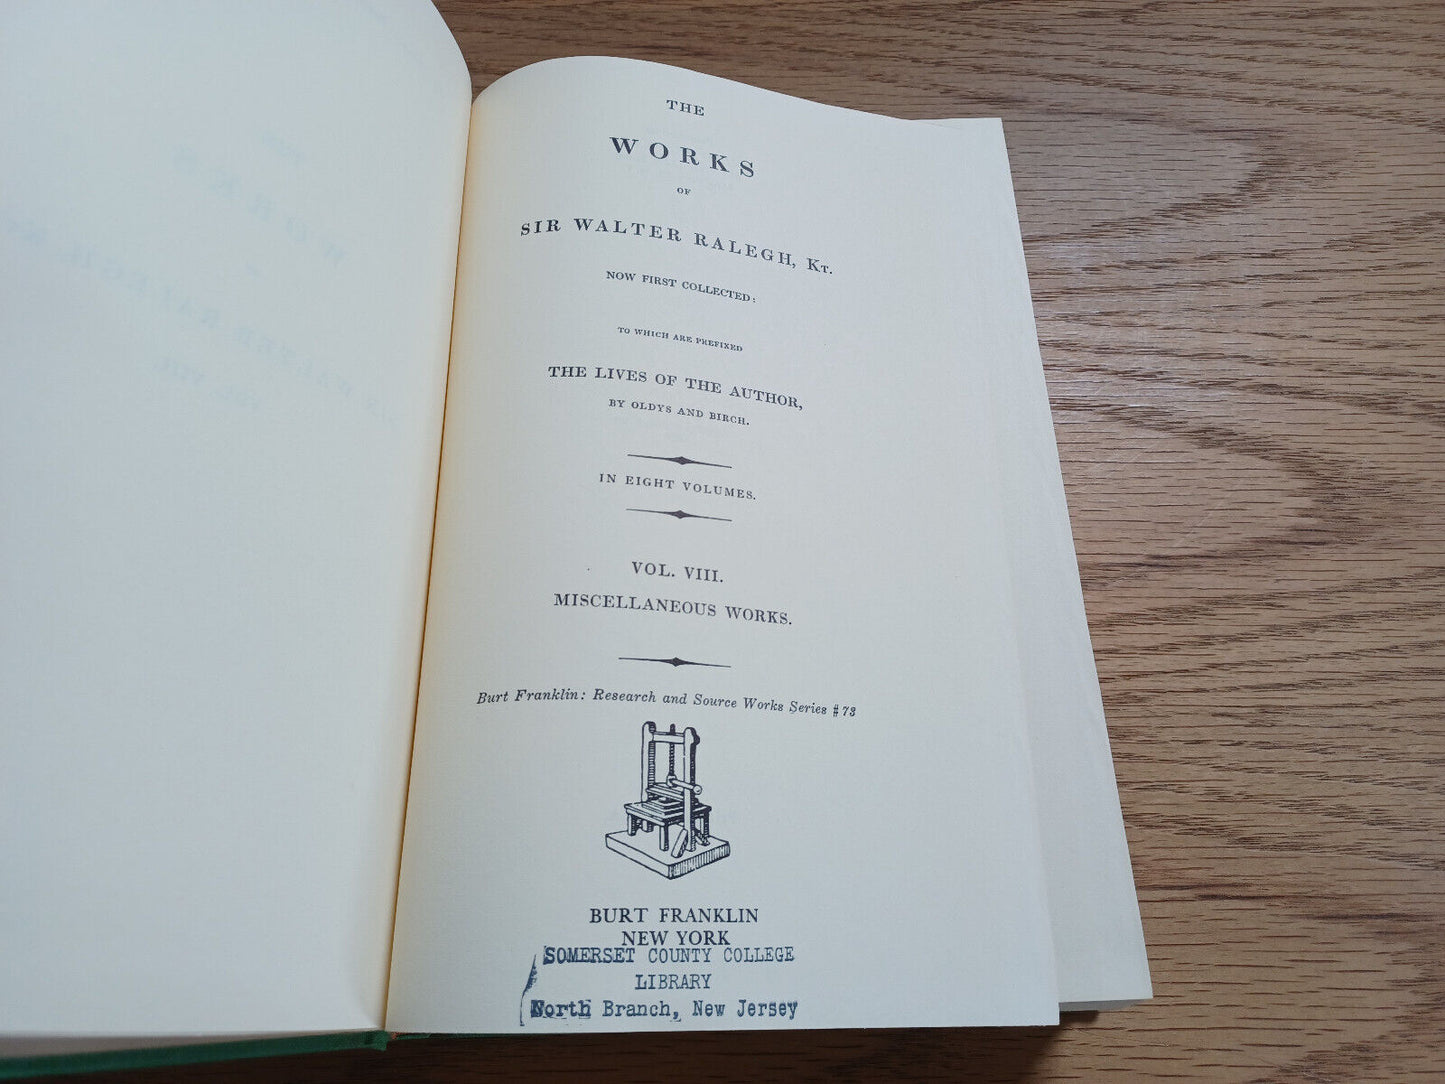 THE
WORKS
OF
SIR WALTER RALEGH, KT.
NOW FIRST COLLECTED:
TO WHICH ARE PREFIXED
THE LIVES OF THE AUTHOR,
BY OLDYS AND BIRCH.
IN EIGHT VOLUMES.
VOL. VIII.
MISCELLANEOUS WORKS.
Burt Franklin: Research and Source Works Series #73
BURT FRANKLIN
NEW YORK
SOMERSET COUNTY COLLEGE
LIBRARY
North Branch, New Jersey